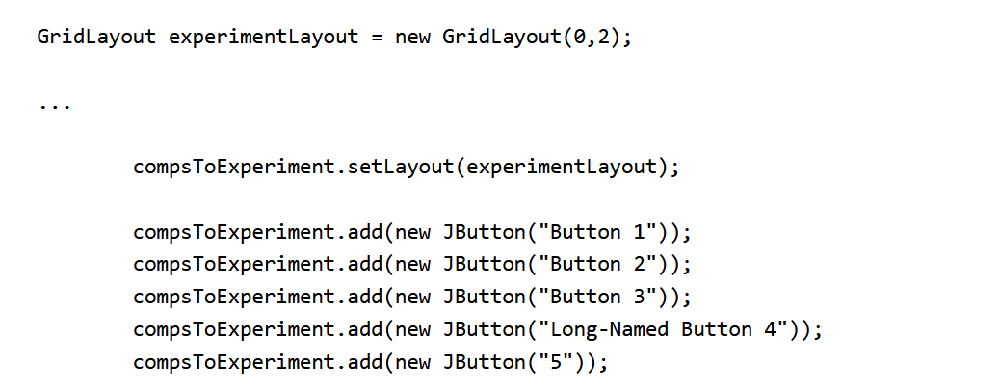 GridLayout experimentLayout = new GridLayout(0,2);
...
compsToExperiment.setLayout(experimentLayout);
compsToExperiment.add(new JButton("Button 1"));
compsToExperiment.add(new JButton("Button 2"));
compsToExperiment.add(new JButton("Button 3"));
compsToExperiment.add(new JButton("Long-Named Button 4"));
compsToExperiment.add(new JButton("5"));